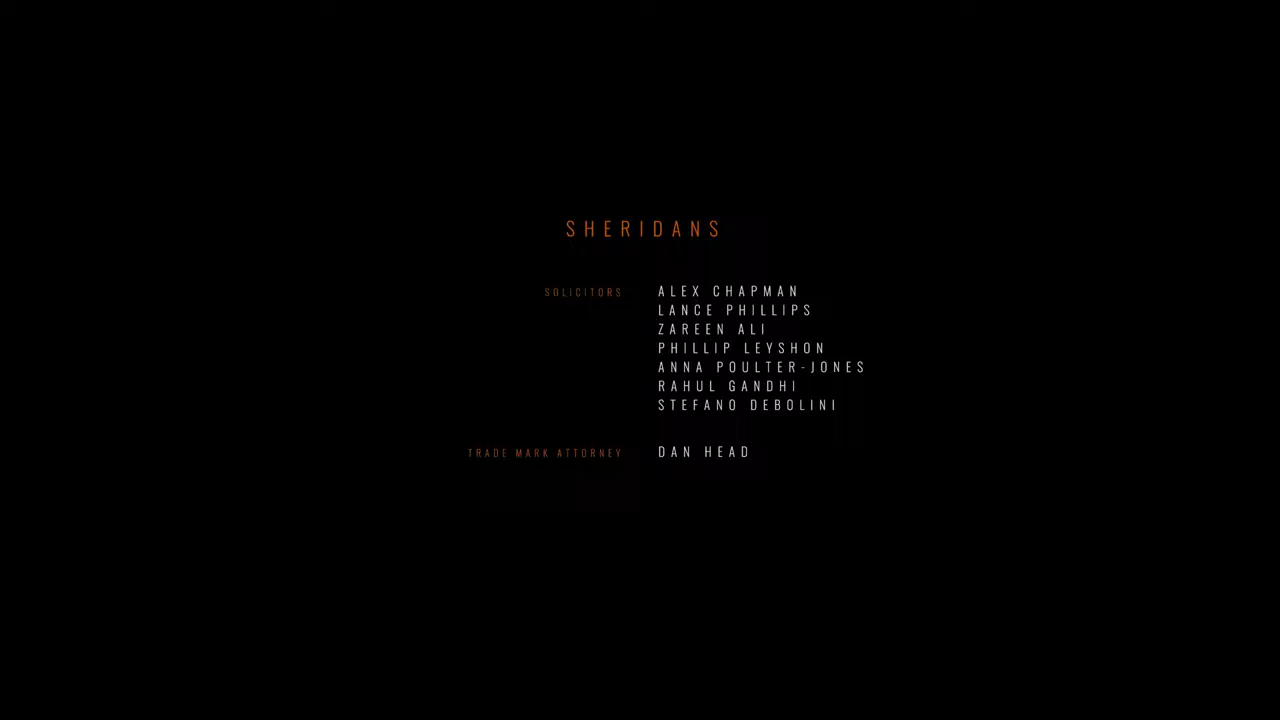 SHERIDANS
SOLICITORS ALEX CHAPMAN
LANCE PHILLIPS
ZAREEN ALI
PHILLIP LEYSHON
ANNA POULTER-JONES
RAHUL GANDHI
STEFANO DEBOLINI
TRADE MARK ATTORNEY DAN HEAD